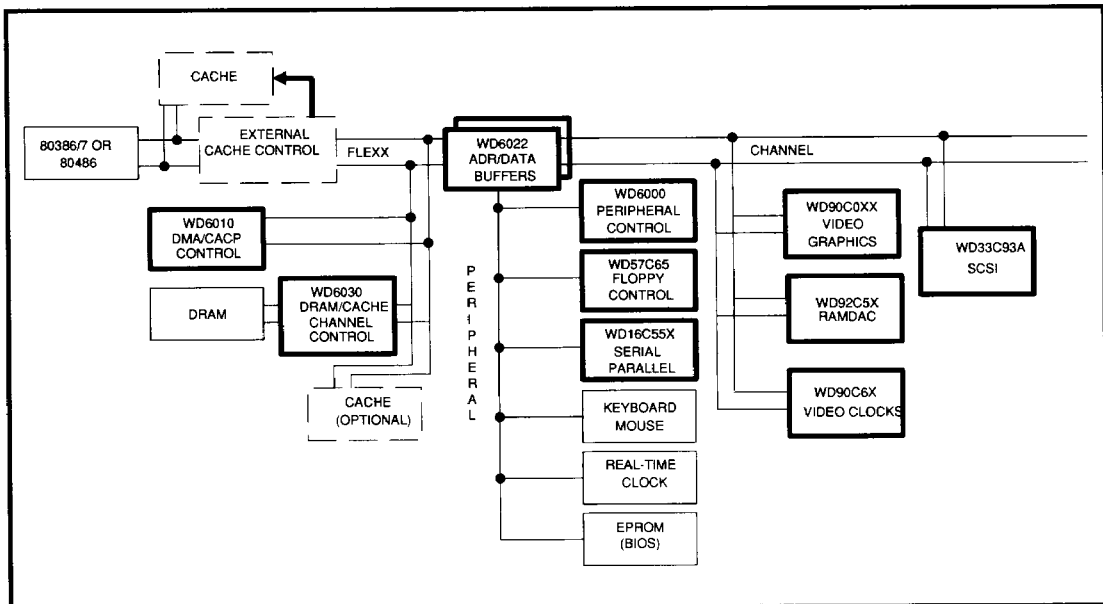 CACHE
80386/7 OR
80486
EXTERNAL
CACHE CONTROL
FLEXX
WD6022
ADR/DATA
BUFFERS
CHANNEL
WD6010
DMA/CACP
CONTROL
DRAM
WD6030
DRAM/CACHE
CHANNEL
CONTROL
CACHE
(OPTIONAL)
PERIPHERAL
WD6000
PERIPHERAL
CONTROL
WD57C65
FLOPPY
CONTROL
WD16C55X
SERIAL
PARALLEL
KEYBOARD
MOUSE
REAL-TIME
CLOCK
EPROM
(BIOS)
WD90C0XX
VIDEO
GRAPHICS
WD92C5X
RAMDAC
WD90C6X
VIDEO CLOCKS
WD33C93A
SCSI